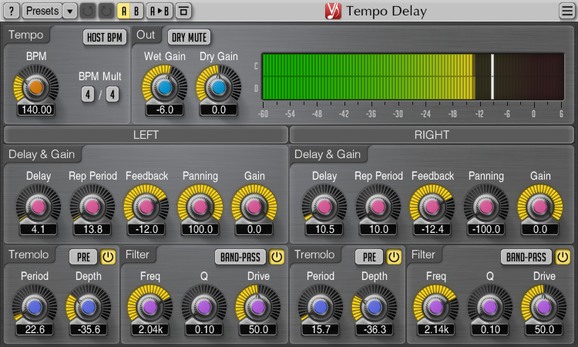 ? Presets A B A►B Tempo Delay
Tempo HOST BPM Out DRY MUTE
BPM Wet Gain Dry Gain
BPM Mult
4 / 4
140.00 -6.0 0.0
-60 -54 -48 -42 -36 -30 -24 -18 -12 -6 0 6
LEFT RIGHT
Delay & Gain Delay & Gain
Delay Rep Period Feedback Panning Gain Delay Rep Period Feedback Panning Gain
4.1 13.8 -12.0 100.0 0.0 10.5 10.0 -12.4 -100.0 0.0
Tremolo PRE Filter BAND-PASS Tremolo PRE Filter BAND-PASS
Period Depth Freq Q Drive Period Depth Freq Q Drive
22.6 -35.6 2.04k 0.10 50.0 15.7 -36.3 2.14k 0.10 50.0